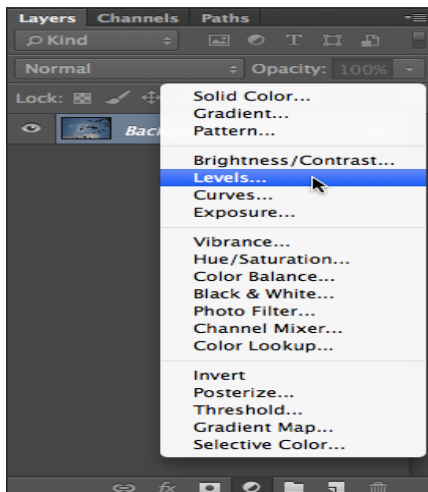 Layers Channels Paths
Kind
Normal Opacity: 100%
Lock:
Solid Color...
Gradient...
Pattern...
Brightness/Contrast...
Levels...
Curves...
Exposure...
Vibrance...
Hue/Saturation...
Color Balance...
Black & White...
Photo Filter...
Channel Mixer...
Color Lookup...
Invert
Posterize...
Threshold...
Gradient Map...
Selective Color...
fx